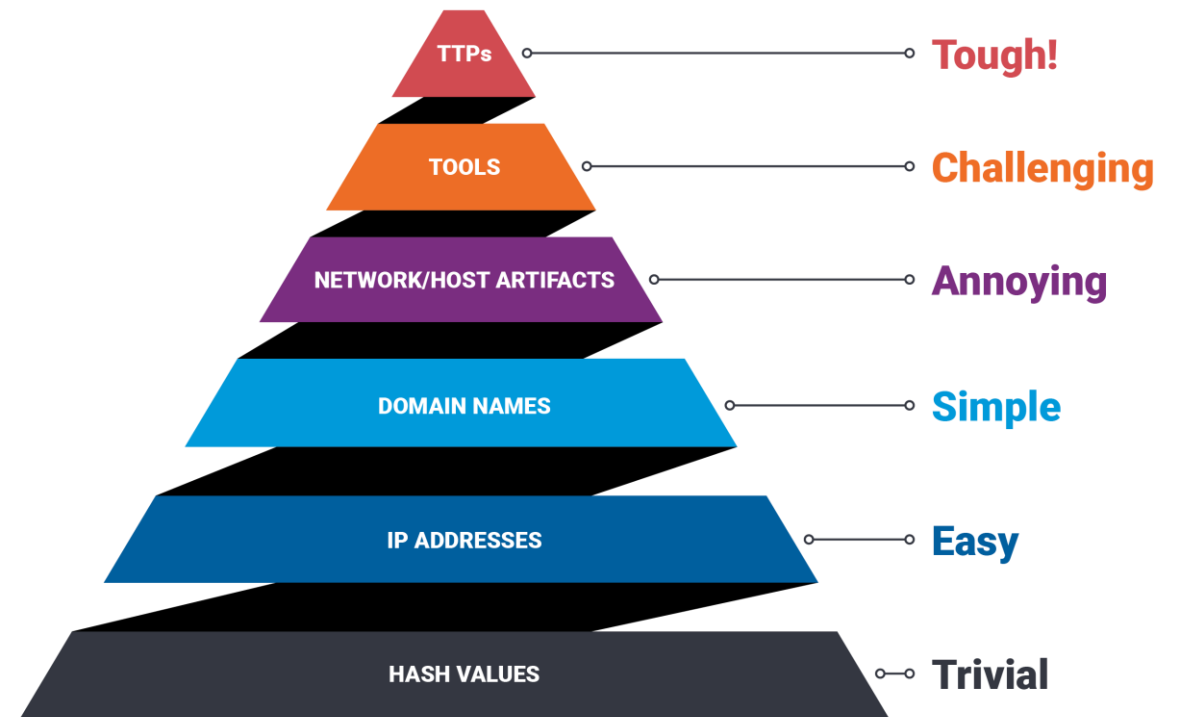 TTPs
Tough!
TOOLS
Challenging
NETWORK/HOST ARTIFACTS
Annoying
DOMAIN NAMES
Simple
IP ADDRESSES
Easy
HASH VALUES
Trivial